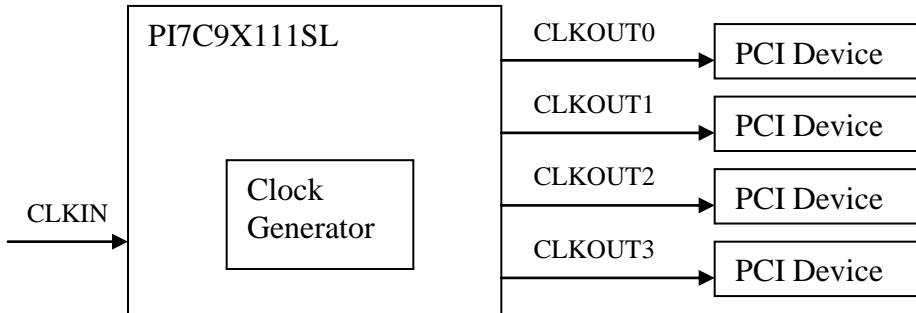 PI7C9X111SL
CLKOUT0
PCI Device
CLKOUT1
PCI Device
Clock
Generator
CLKOUT2
PCI Device
CLKIN
CLKOUT3
PCI Device